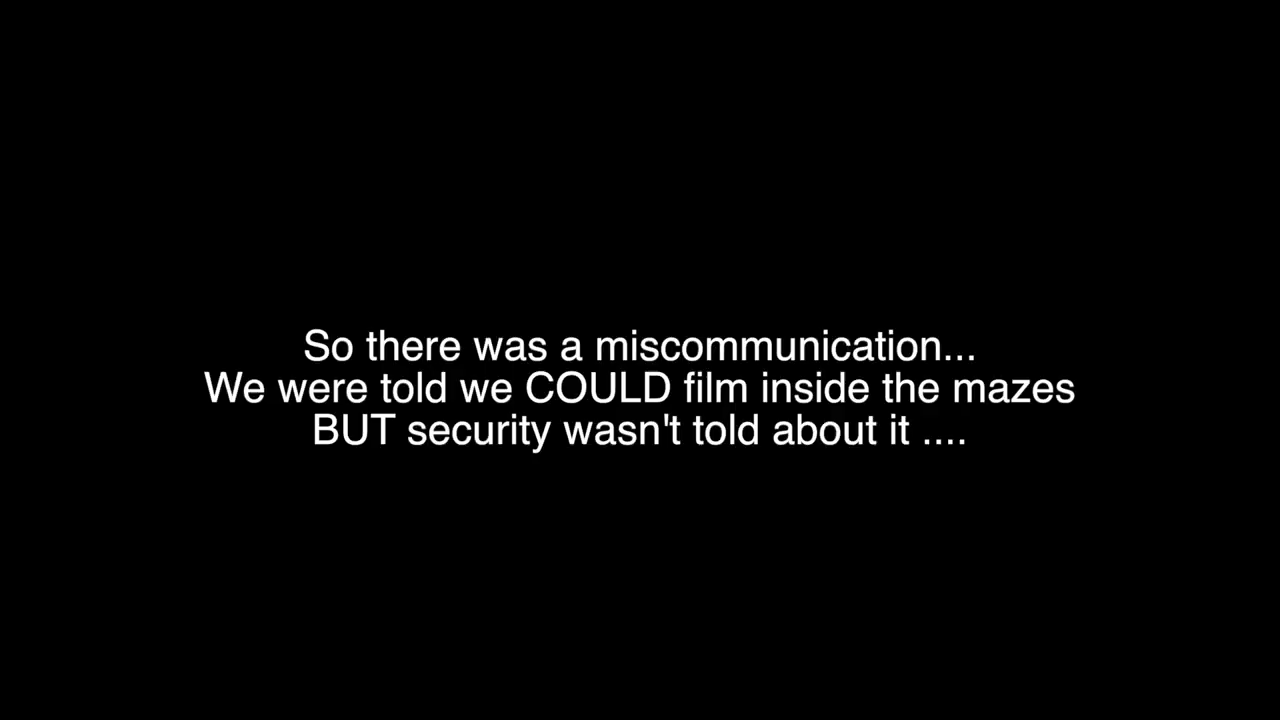 So there was a miscommunication...
We were told we COULD film inside the mazes
BUT security wasn't told about it ....